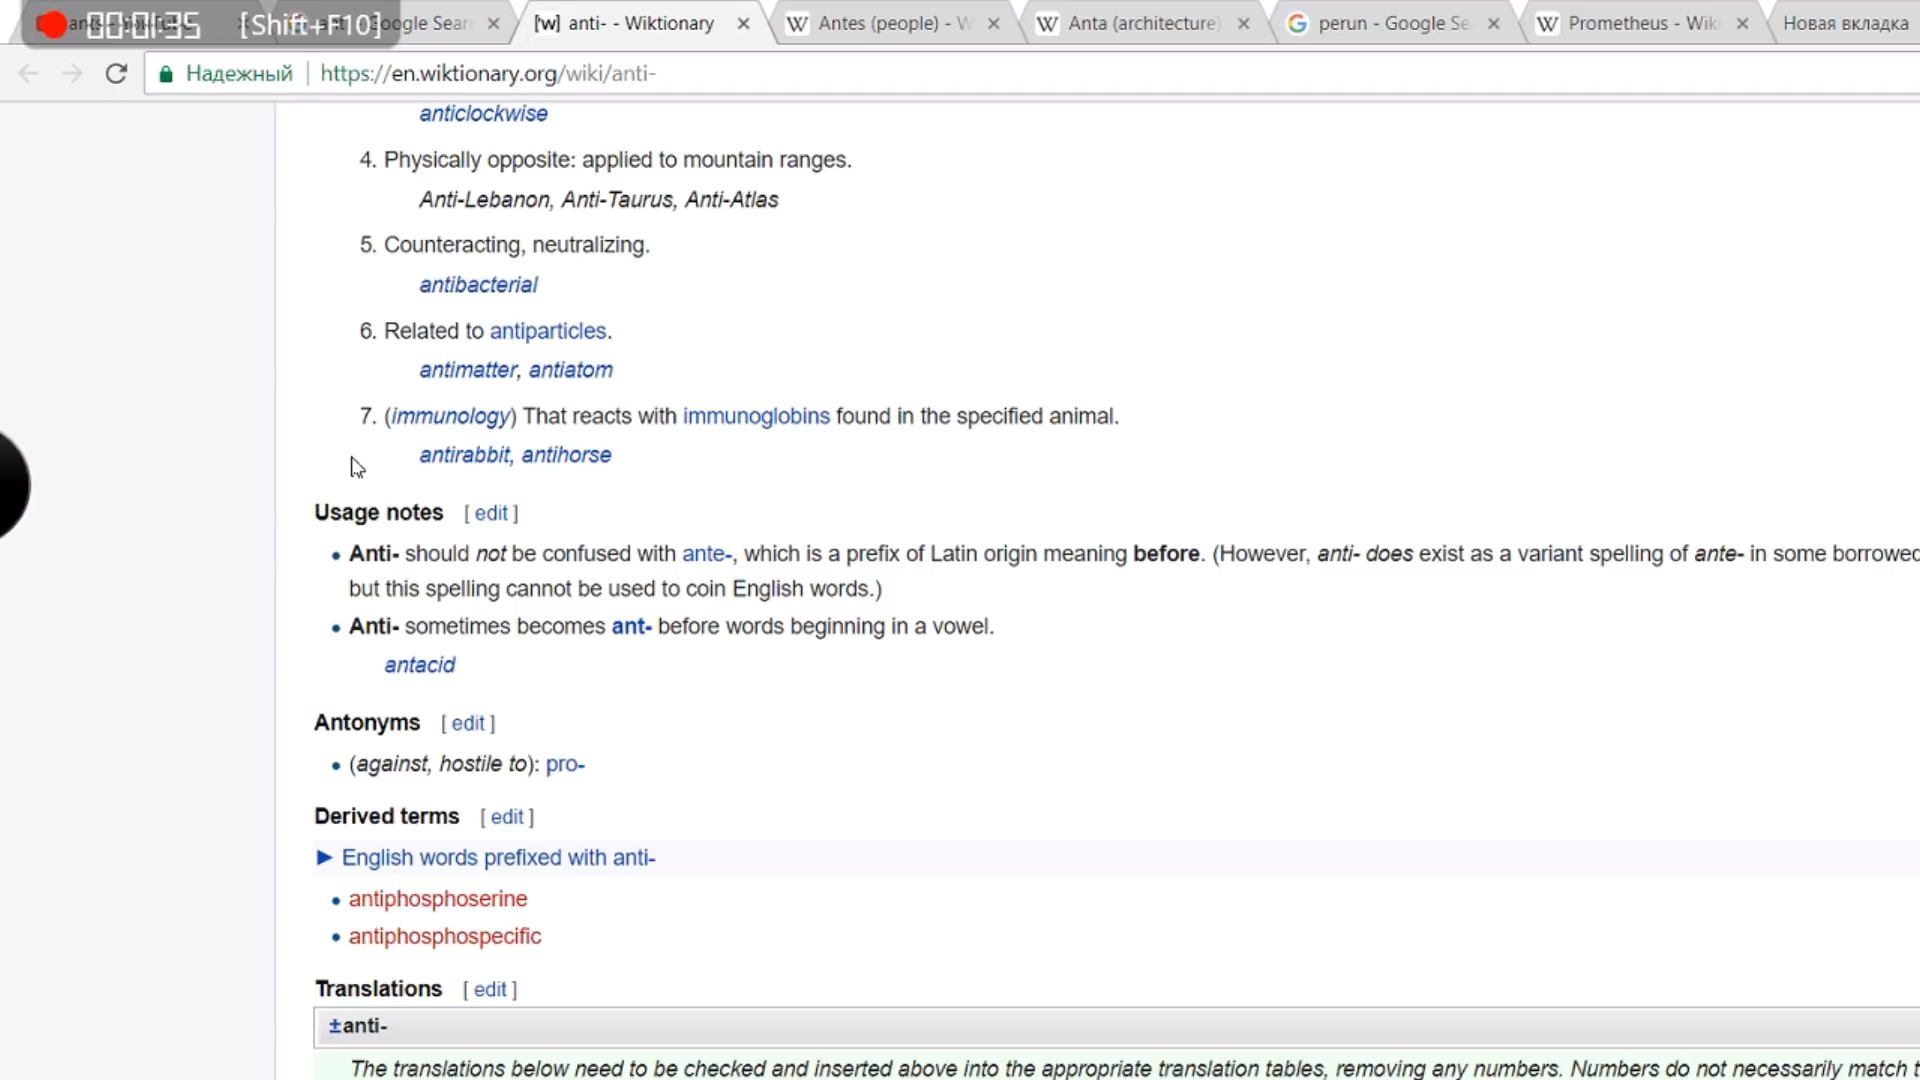 00:01:35 [Shift+F10]
Google Sear
[w] anti- - Wiktionary
Antes (people) - W
Anta (architecture)
perun - Google Se
Prometheus - Wik
Новая вкладка
Надежный https://en.wiktionary.org/wiki/anti-
anticlockwise
4. Physically opposite: applied to mountain ranges.
Anti-Lebanon, Anti-Taurus, Anti-Atlas
5. Counteracting, neutralizing.
antibacterial
6. Related to antiparticles.
antimatter, antiatom
7. (immunology) That reacts with immunoglobins found in the specified animal.
antirabbit, antihorse
Usage notes [ edit ]
• Anti- should not be confused with ante-, which is a prefix of Latin origin meaning before. (However, anti- does exist as a variant spelling of ante- in some borrowed
but this spelling cannot be used to coin English words.)
• Anti- sometimes becomes ant- before words beginning in a vowel.
antacid
Antonyms [ edit ]
• (against, hostile to): pro-
Derived terms [ edit ]
► English words prefixed with anti-
• antiphosphoserine
• antiphosphospecific
Translations [ edit ]
±anti-
The translations below need to be checked and inserted above into the appropriate translation tables, removing any numbers. Numbers do not necessarily match t